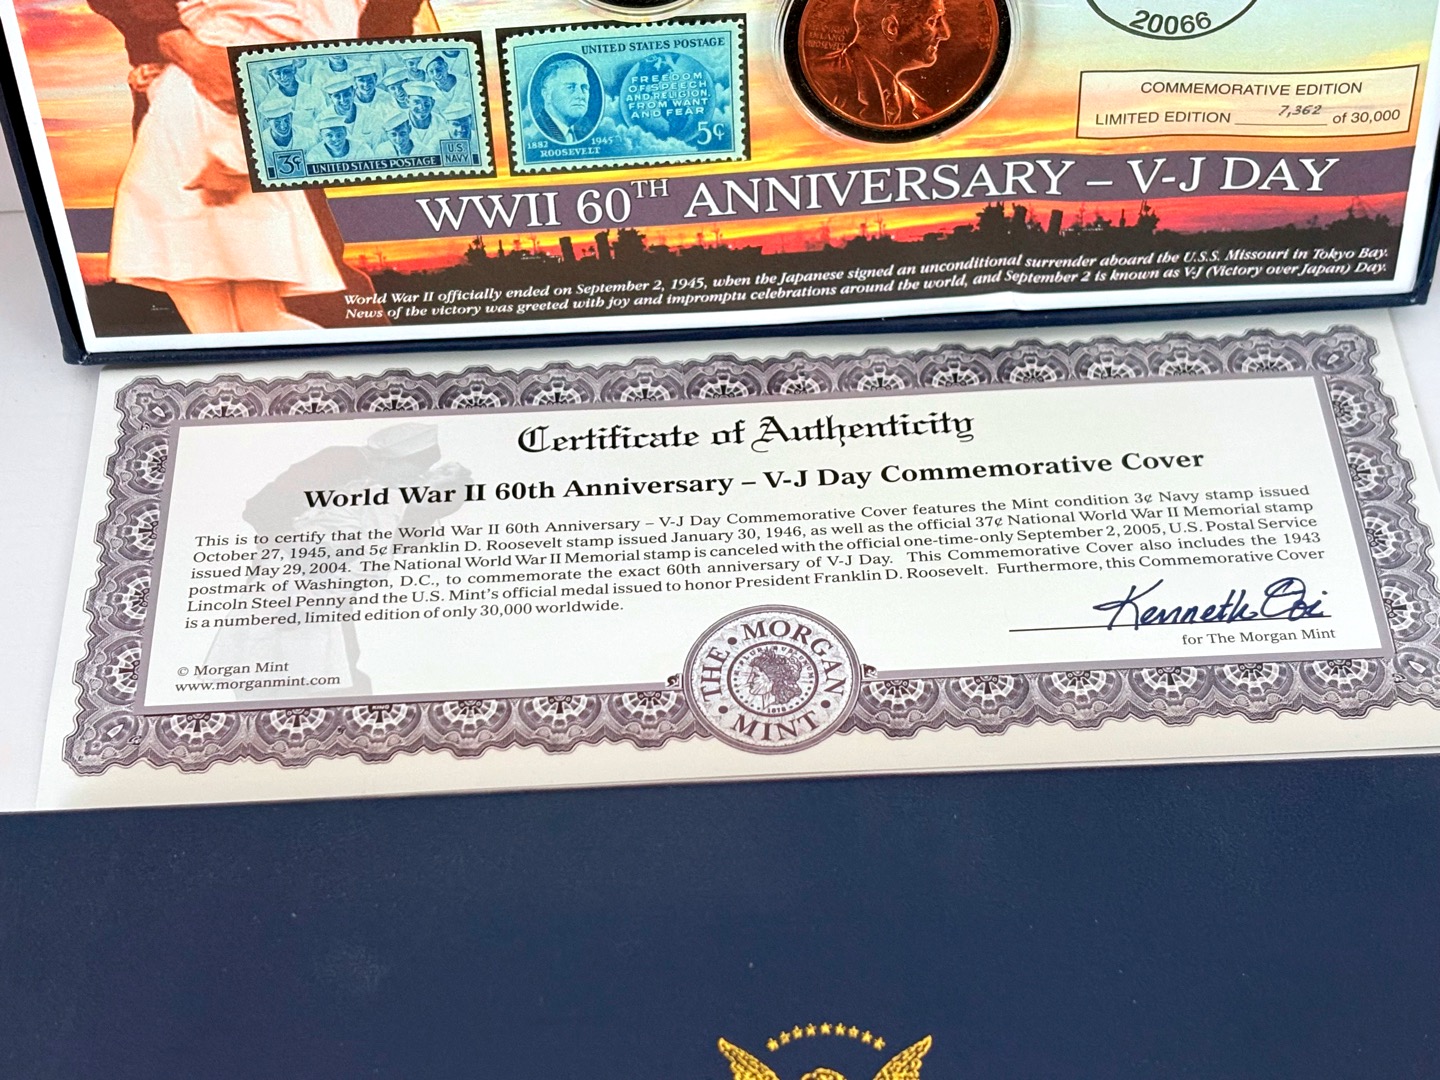 20066
COMMEMORATIVE EDITION
LIMITED EDITION 7,362 of 30,000
3¢ UNITED STATES POSTAGE U.S. NAVY
UNITED STATES POSTAGE
FREEDOM
OF SPEECH
AND RELIGION,
FROM WANT
AND FEAR
1882 1945
ROOSEVELT
5¢
WWII 60TH ANNIVERSARY – V-J DAY
World War II officially ended on September 2, 1945, when the Japanese signed an unconditional surrender aboard the U.S.S. Missouri in Tokyo Bay.
News of the victory was greeted with joy and impromptu celebrations around the world, and September 2 is known as V-J (Victory over Japan) Day.
Certificate of Authenticity
World War II 60th Anniversary – V-J Day Commemorative Cover
This is to certify that the World War II 60th Anniversary – V-J Day Commemorative Cover features the Mint condition 3¢ Navy stamp issued
October 27, 1945, and 5¢ Franklin D. Roosevelt stamp issued January 30, 1946, as well as the official 37¢ National World War II Memorial stamp
issued May 29, 2004. The National World War II Memorial stamp is canceled with the official one-time-only September 2, 2005, U.S. Postal Service
postmark of Washington, D.C., to commemorate the exact 60th anniversary of V-J Day. This Commemorative Cover also includes the 1943
Lincoln Steel Penny and the U.S. Mint's official medal issued to honor President Franklin D. Roosevelt. Furthermore, this Commemorative Cover
is a numbered, limited edition of only 30,000 worldwide.
for The Morgan Mint
© Morgan Mint
www.morganmint.com
THE • MORGAN • MINT •